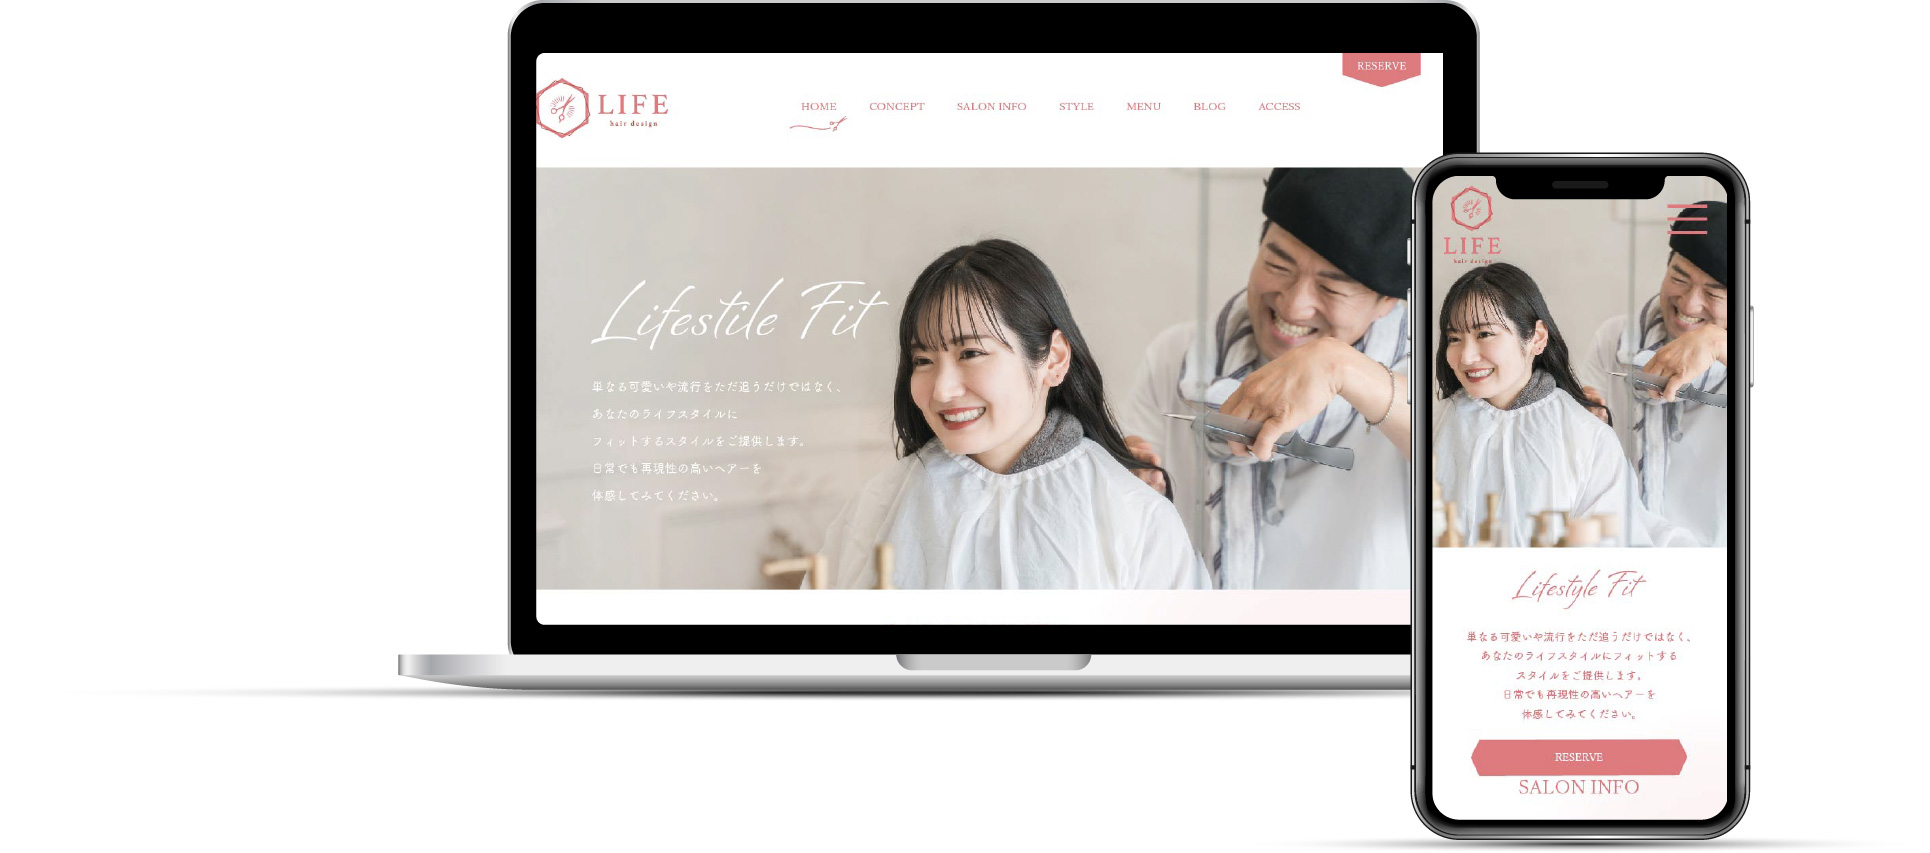 RESERVE
LIFE
hair design
HOME CONCEPT SALON INFO STYLE MENU BLOG ACCESS
Lifestile Fit
単なる可愛いや流行をただ追うだけではなく、
あなたのライフスタイルに
フィットするスタイルをご提供します。
日常でも再現性の高いヘアーを
体感してみてください。
LIFE
hair design
Lifestyle Fit
単なる可愛いや流行をただ追うだけではなく、
あなたのライフスタイルにフィットする
スタイルをご提供します。
日常でも再現性の高いヘアーを
体感してみてください。
RESERVE
SALON INFO